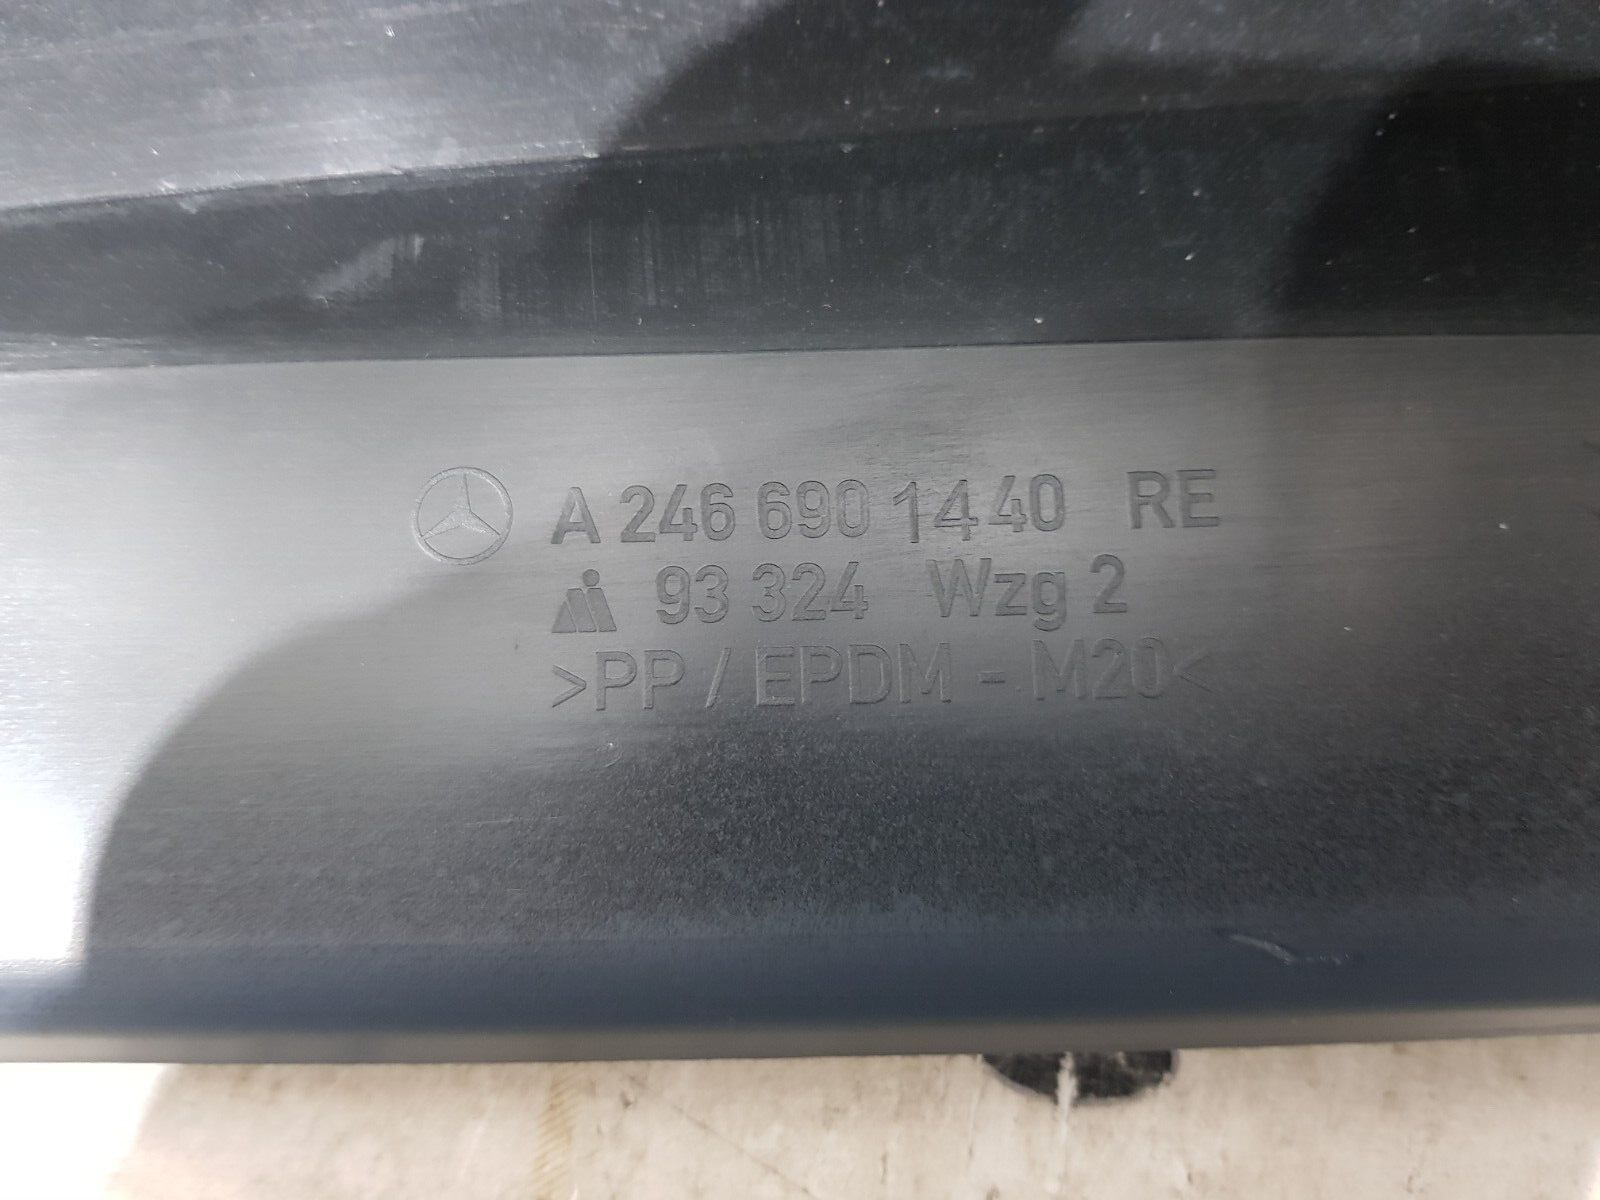 A 246 690 14 40 RE
93 324 Wzg 2
>PP / EPDM - M20<